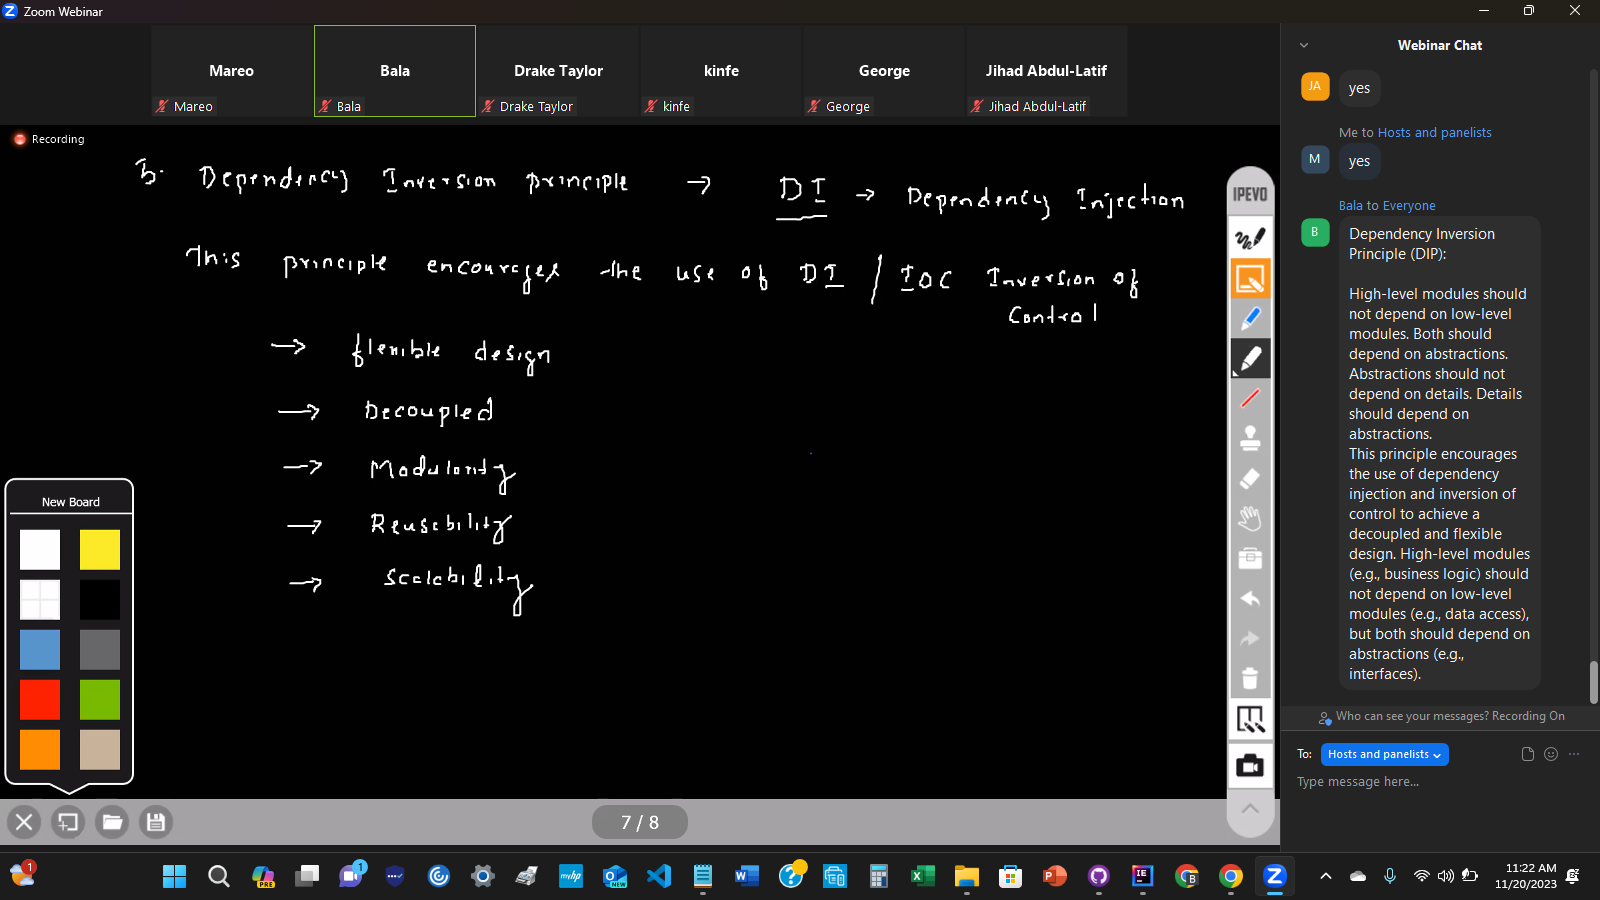 Zoom Webinar
Mareo
Bala
Drake Taylor
kinfe
George
Jihad Abdul-Latif
Mareo
Bala
Drake Taylor
kinfe
George
Jihad Abdul-Latif
Recording
5. Dependency Inversion principle → DI → Dependency Injection
This principle encourages the use of DI / IOC Inversion of
Control
→ flexible design
→ Decoupled
→ Modularity
→ Reusability
→ Scalability
IPEVO
New Board
7 / 8
Webinar Chat
JA
yes
Me to Hosts and panelists
M
yes
Bala to Everyone
B
Dependency Inversion
Principle (DIP):
High-level modules should
not depend on low-level
modules. Both should
depend on abstractions.
Abstractions should not
depend on details. Details
should depend on
abstractions.
This principle encourages
the use of dependency
injection and inversion of
control to achieve a
decoupled and flexible
design. High-level modules
(e.g., business logic) should
not depend on low-level
modules (e.g., data access),
but both should depend on
abstractions (e.g.,
interfaces).
Who can see your messages? Recording On
To: Hosts and panelists
Type message here...
1
PRE
1
myhp
NEW
11:22 AM
11/20/2023